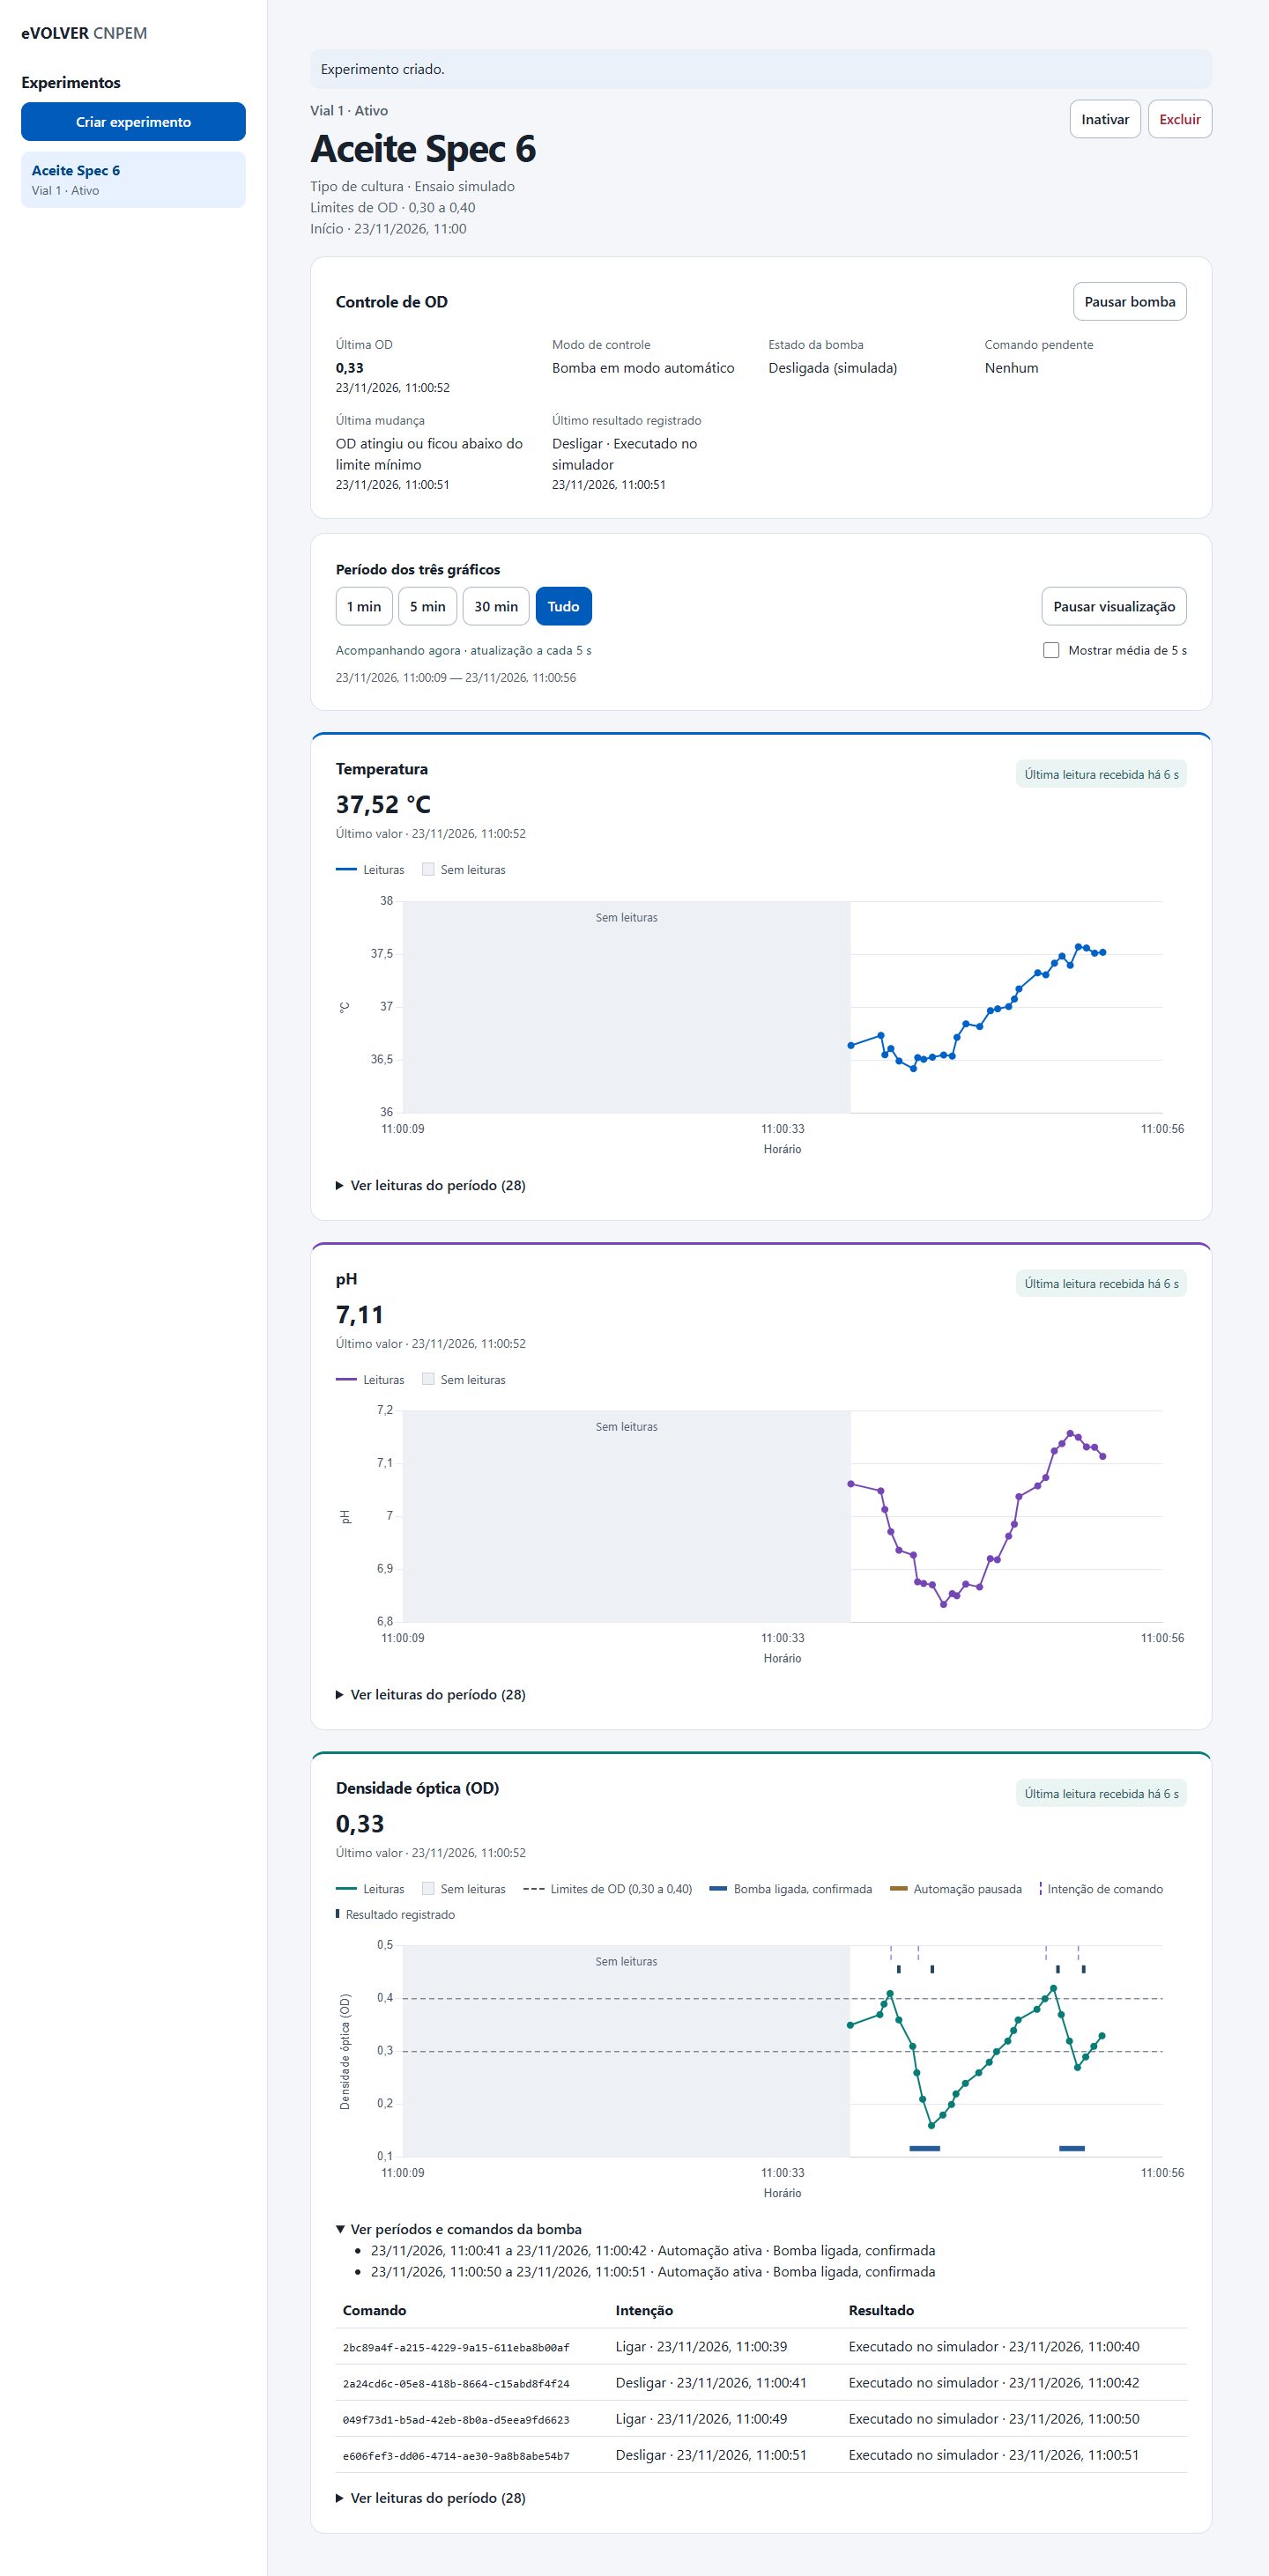 eVOLVER CNPEM
Experimentos
Criar experimento
Aceite Spec 6
Vial 1 · Ativo
Experimento criado.
Vial 1 · Ativo
Inativar
Excluir
Aceite Spec 6
Tipo de cultura · Ensaio simulado
Limites de OD · 0,30 a 0,40
Início · 23/11/2026, 11:00
Controle de OD
Pausar bomba
Última OD
0,33
23/11/2026, 11:00:52
Modo de controle
Bomba em modo automático
Estado da bomba
Desligada (simulada)
Comando pendente
Nenhum
Última mudança
OD atingiu ou ficou abaixo do
limite mínimo
23/11/2026, 11:00:51
Último resultado registrado
Desligar · Executado no
simulador
23/11/2026, 11:00:51
Período dos três gráficos
1 min
5 min
30 min
Tudo
Pausar visualização
Acompanhando agora · atualização a cada 5 s
Mostrar média de 5 s
23/11/2026, 11:00:09 — 23/11/2026, 11:00:56
Temperatura
Última leitura recebida há 6 s
37,52 °C
Último valor · 23/11/2026, 11:00:52
Leituras
Sem leituras
Sem leituras
38
37,5
37
36,5
36
°C
11:00:09
11:00:33
11:00:56
Horário
▶ Ver leituras do período (28)
pH
Última leitura recebida há 6 s
7,11
Último valor · 23/11/2026, 11:00:52
Leituras
Sem leituras
Sem leituras
7,2
7,1
7
6,9
6,8
pH
11:00:09
11:00:33
11:00:56
Horário
▶ Ver leituras do período (28)
Densidade óptica (OD)
Última leitura recebida há 6 s
0,33
Último valor · 23/11/2026, 11:00:52
Leituras
Sem leituras
Limites de OD (0,30 a 0,40)
Bomba ligada, confirmada
Automação pausada
Intenção de comando
Resultado registrado
Sem leituras
0,5
0,4
0,3
0,2
0,1
Densidade óptica (OD)
11:00:09
11:00:33
11:00:56
Horário
▼ Ver períodos e comandos da bomba
• 23/11/2026, 11:00:41 a 23/11/2026, 11:00:42 · Automação ativa · Bomba ligada, confirmada
• 23/11/2026, 11:00:50 a 23/11/2026, 11:00:51 · Automação ativa · Bomba ligada, confirmada
Comando Intenção Resultado
2bc89a4f-a215-4229-9a15-611eba8b00af Ligar · 23/11/2026, 11:00:39 Executado no simulador · 23/11/2026, 11:00:40
2a24cd6c-05e8-418b-8664-c15abd8f4f24 Desligar · 23/11/2026, 11:00:41 Executado no simulador · 23/11/2026, 11:00:42
049f73d1-b5ad-42eb-8b0a-d5eea9fd6623 Ligar · 23/11/2026, 11:00:49 Executado no simulador · 23/11/2026, 11:00:50
e606fef3-dd06-4714-ae30-9a8b8abe54b7 Desligar · 23/11/2026, 11:00:51 Executado no simulador · 23/11/2026, 11:00:51
▶ Ver leituras do período (28)